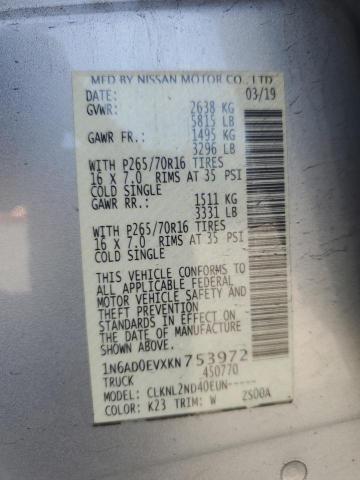 MFD BY NISSAN MOTOR CO., LTD.
DATE: 03/19
GVWR: 2638 KG
5815 LB
GAWR FR.: 1495 KG
3296 LB
WITH P265/70R16 TIRES
16 X 7.0 RIMS AT 35 PSI
COLD SINGLE
GAWR RR.: 1511 KG
3331 LB
WITH P265/70R16 TIRES
16 X 7.0 RIMS AT 35 PSI
COLD SINGLE
THIS VEHICLE CONFORMS TO
ALL APPLICABLE FEDERAL
MOTOR VEHICLE SAFETY AND
THEFT PREVENTION
STANDARDS IN EFFECT ON
THE DATE OF MANUFACTURE
SHOWN ABOVE.
1N6AD0EVXKN753972
TRUCK 450770
MODEL: CLKNL2ND40EUN-----
COLOR: K23 TRIM: W 2S00A